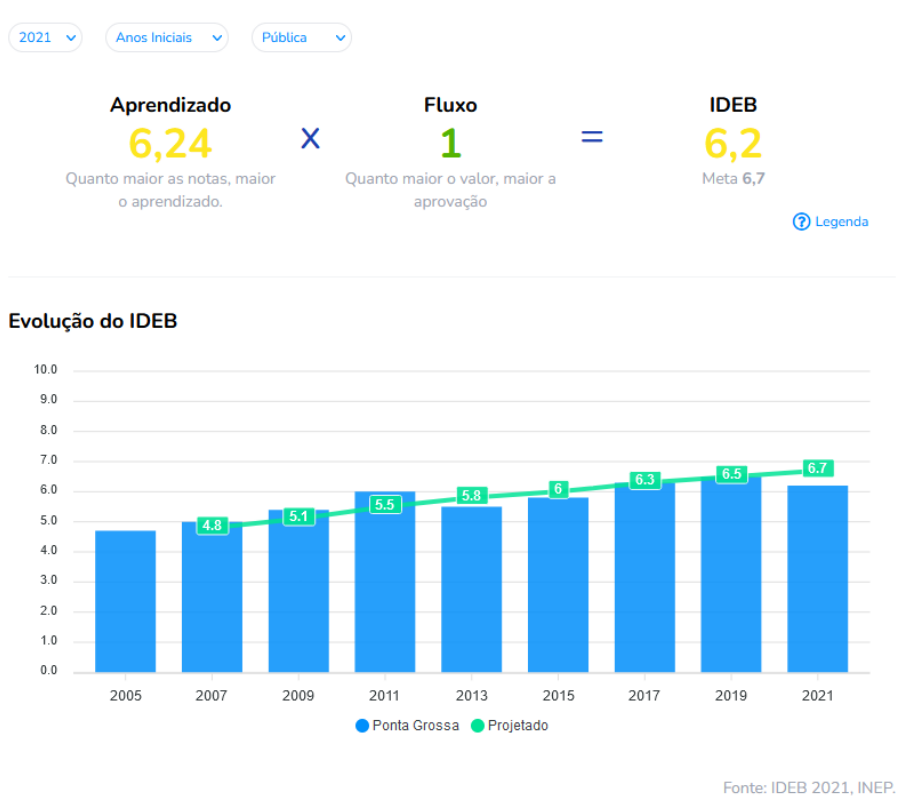 2021 Anos Iniciais Pública
Aprendizado Fluxo IDEB
6,24 X 1 = 6,2
Quanto maior as notas, maior Quanto maior o valor, maior a Meta 6,7
o aprendizado. aprovação
? Legenda
Evolução do IDEB
10.0
9.0
8.0
7.0
6.0
5.0
4.0
3.0
2.0
1.0
0.0
4.8 5.1 5.5 5.8 6 6.3 6.5 6.7
2005 2007 2009 2011 2013 2015 2017 2019 2021
Ponta Grossa Projetado
Fonte: IDEB 2021, INEP.